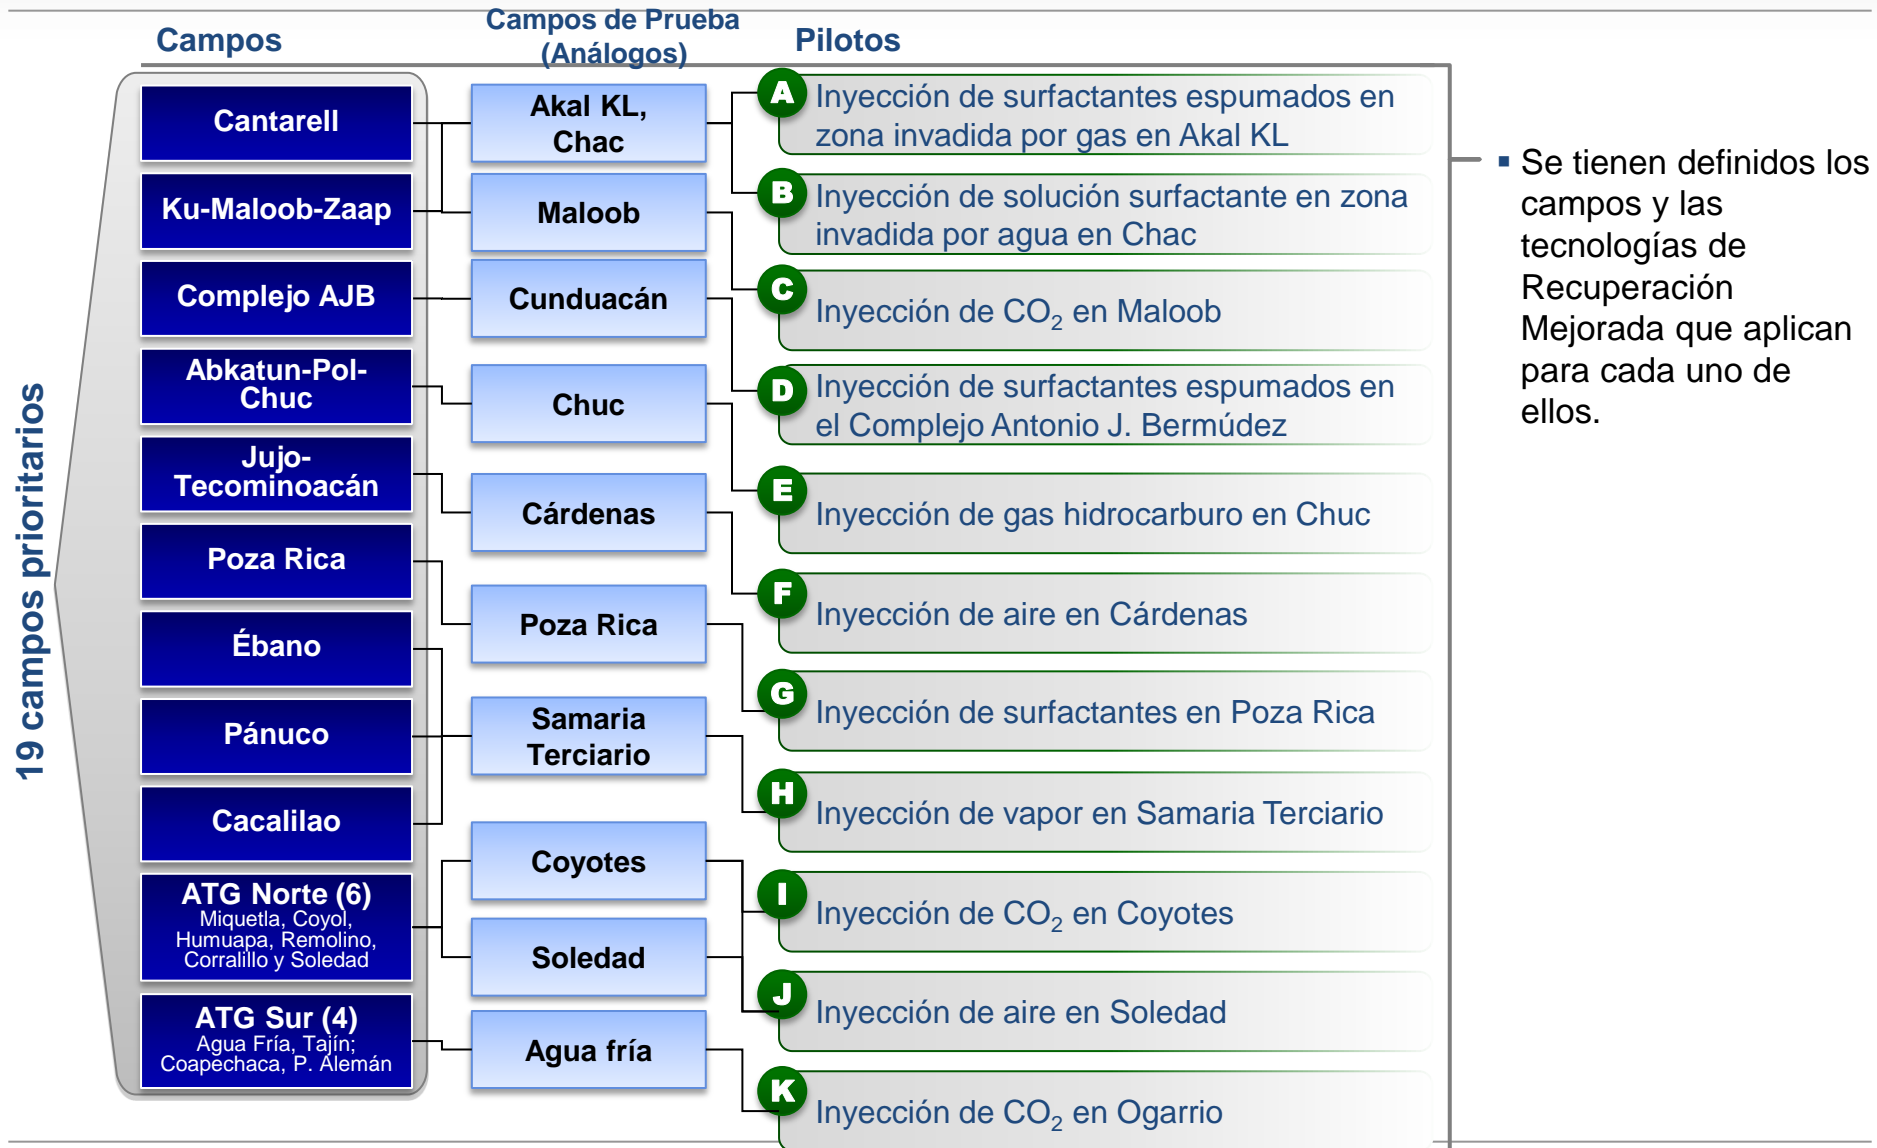 Campos
Campos de Prueba
(Análogos)
Pilotos
19 campos prioritarios
Cantarell
Ku-Maloob-Zaap
Complejo AJB
Abkatun-Pol-
Chuc
Jujo-
Tecominoacán
Poza Rica
Ébano
Pánuco
Cacalilao
ATG Norte (6)
Miquetla, Coyol,
Humuapa, Remolino,
Corralillo y Soledad
ATG Sur (4)
Agua Fría, Tajín;
Coapechaca, P. Alemán
Akal KL,
Chac
Maloob
Cunduacán
Chuc
Cárdenas
Poza Rica
Samaria
Terciario
Coyotes
Soledad
Agua fría
A
Inyección de surfactantes espumados en
zona invadida por gas en Akal KL
B
Inyección de solución surfactante en zona
invadida por agua en Chac
C
Inyección de CO₂ en Maloob
D
Inyección de surfactantes espumados en
el Complejo Antonio J. Bermúdez
E
Inyección de gas hidrocarburo en Chuc
F
Inyección de aire en Cárdenas
G
Inyección de surfactantes en Poza Rica
H
Inyección de vapor en Samaria Terciario
I
Inyección de CO₂ en Coyotes
J
Inyección de aire en Soledad
K
Inyección de CO₂ en Ogarrio
▪ Se tienen definidos los
campos y las
tecnologías de
Recuperación
Mejorada que aplican
para cada uno de
ellos.